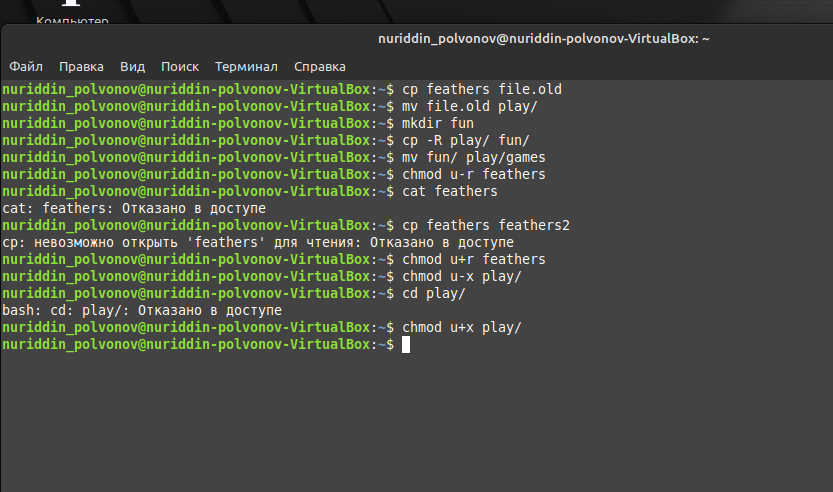 Компьютер
nuriddin_polvonov@nuriddin-polvonov-VirtualBox: ~
Файл Правка Вид Поиск Терминал Справка
nuriddin_polvonov@nuriddin-polvonov-VirtualBox:~$ cp feathers file.old
nuriddin_polvonov@nuriddin-polvonov-VirtualBox:~$ mv file.old play/
nuriddin_polvonov@nuriddin-polvonov-VirtualBox:~$ mkdir fun
nuriddin_polvonov@nuriddin-polvonov-VirtualBox:~$ cp -R play/ fun/
nuriddin_polvonov@nuriddin-polvonov-VirtualBox:~$ mv fun/ play/games
nuriddin_polvonov@nuriddin-polvonov-VirtualBox:~$ chmod u-r feathers
nuriddin_polvonov@nuriddin-polvonov-VirtualBox:~$ cat feathers
cat: feathers: Отказано в доступе
nuriddin_polvonov@nuriddin-polvonov-VirtualBox:~$ cp feathers feathers2
cp: невозможно открыть 'feathers' для чтения: Отказано в доступе
nuriddin_polvonov@nuriddin-polvonov-VirtualBox:~$ chmod u+r feathers
nuriddin_polvonov@nuriddin-polvonov-VirtualBox:~$ chmod u-x play/
nuriddin_polvonov@nuriddin-polvonov-VirtualBox:~$ cd play/
bash: cd: play/: Отказано в доступе
nuriddin_polvonov@nuriddin-polvonov-VirtualBox:~$ chmod u+x play/
nuriddin_polvonov@nuriddin-polvonov-VirtualBox:~$